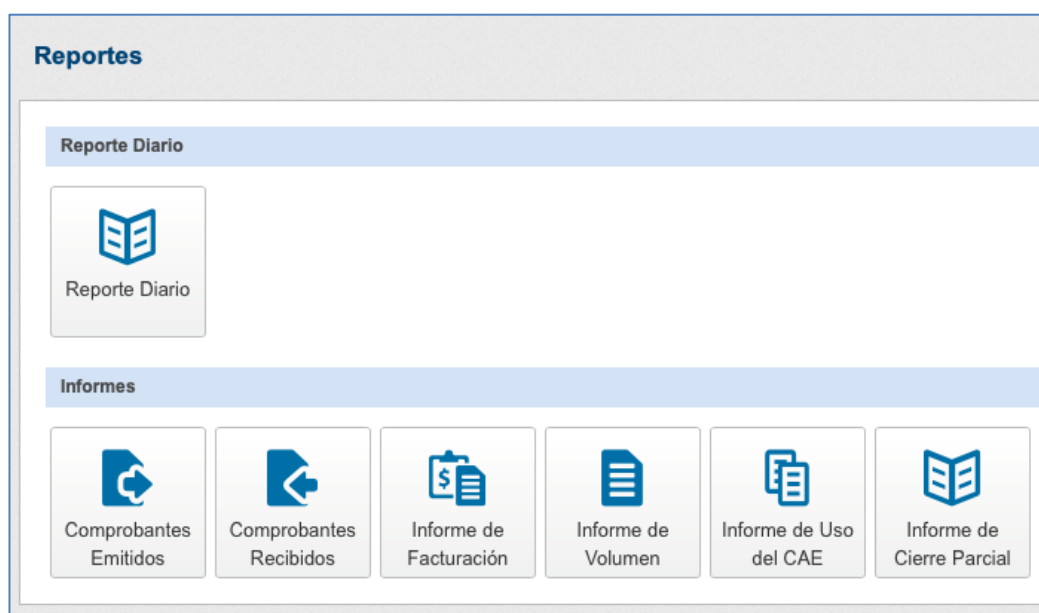 Reportes
Reporte Diario
Reporte Diario
Informes
Comprobantes
Emitidos
Comprobantes
Recibidos
Informe de
Facturación
Informe de
Volumen
Informe de Uso
del CAE
Informe de
Cierre Parcial